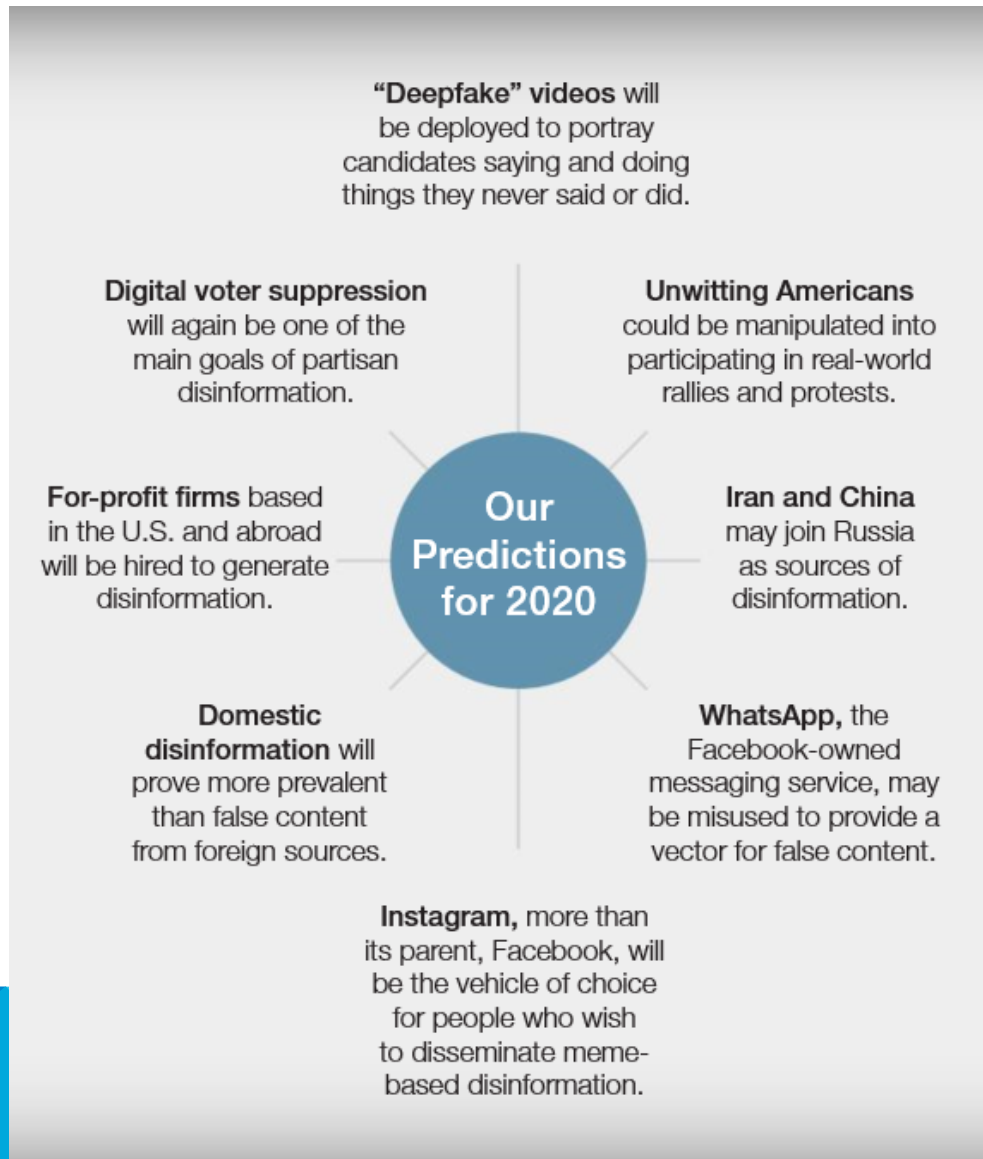 “Deepfake” videos will
be deployed to portray
candidates saying and doing
things they never said or did.
Digital voter suppression
will again be one of the
main goals of partisan
disinformation.
Unwitting Americans
could be manipulated into
participating in real-world
rallies and protests.
For-profit firms based
in the U.S. and abroad
will be hired to generate
disinformation.
Our
Predictions
for 2020
Iran and China
may join Russia
as sources of
disinformation.
Domestic
disinformation will
prove more prevalent
than false content
from foreign sources.
WhatsApp, the
Facebook-owned
messaging service, may
be misused to provide a
vector for false content.
Instagram, more than
its parent, Facebook, will
be the vehicle of choice
for people who wish
to disseminate meme-
based disinformation.